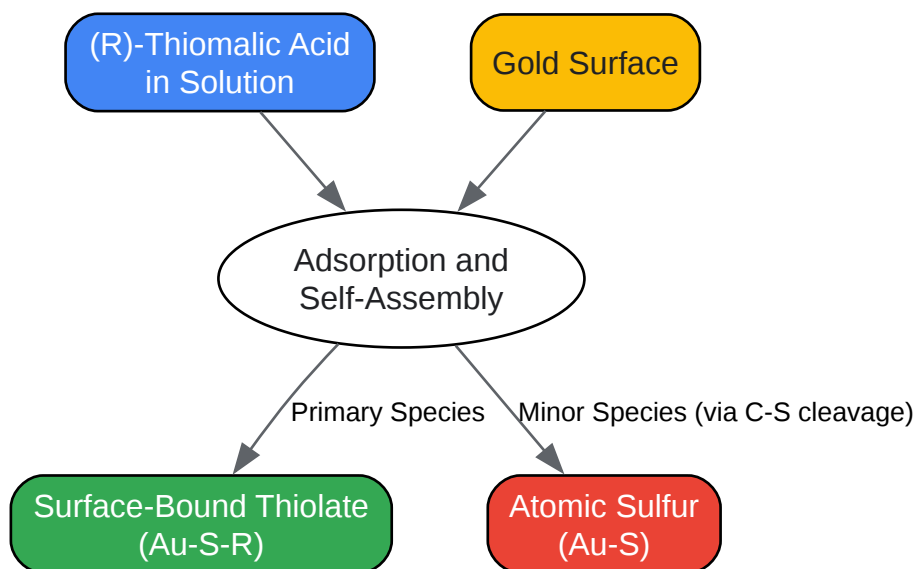 (R)-Thiomalic Acid
in Solution
Gold Surface
Adsorption and
Self-Assembly
Primary Species
Minor Species (via C-S cleavage)
Surface-Bound Thiolate
(Au-S-R)
Atomic Sulfur
(Au-S)